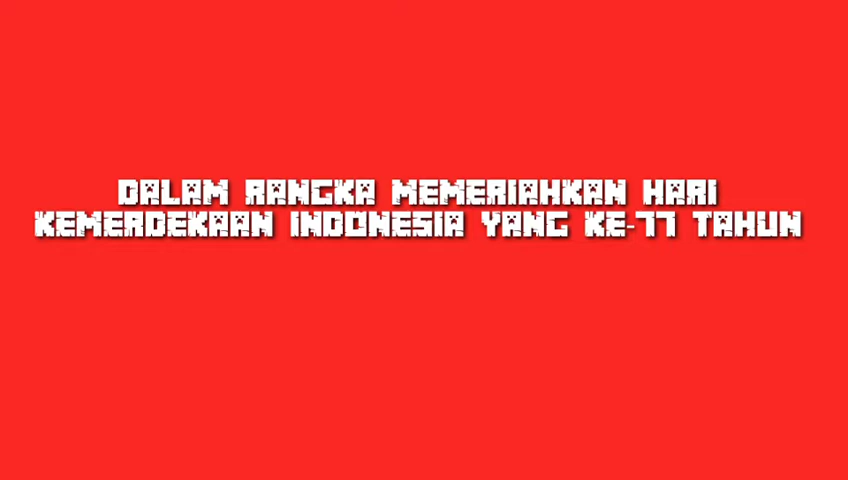 DALAM RANGKA MEMERIAHKAN HARI
KEMERDEKAAN INDONESIA YANG KE-77 TAHUN